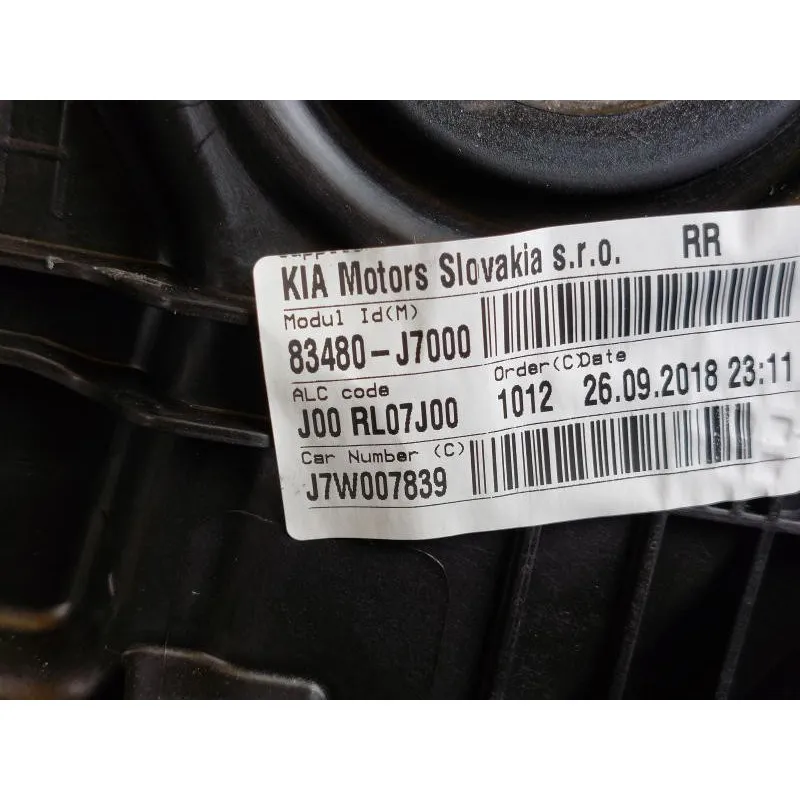 KIA Motors Slovakia s.r.o. RR
Modul Id(M)
83480-J7000
ALC code Order(C) Date
J00 RL07J00 1012 26.09.2018 23:11
Car Number (C)
J7W007839